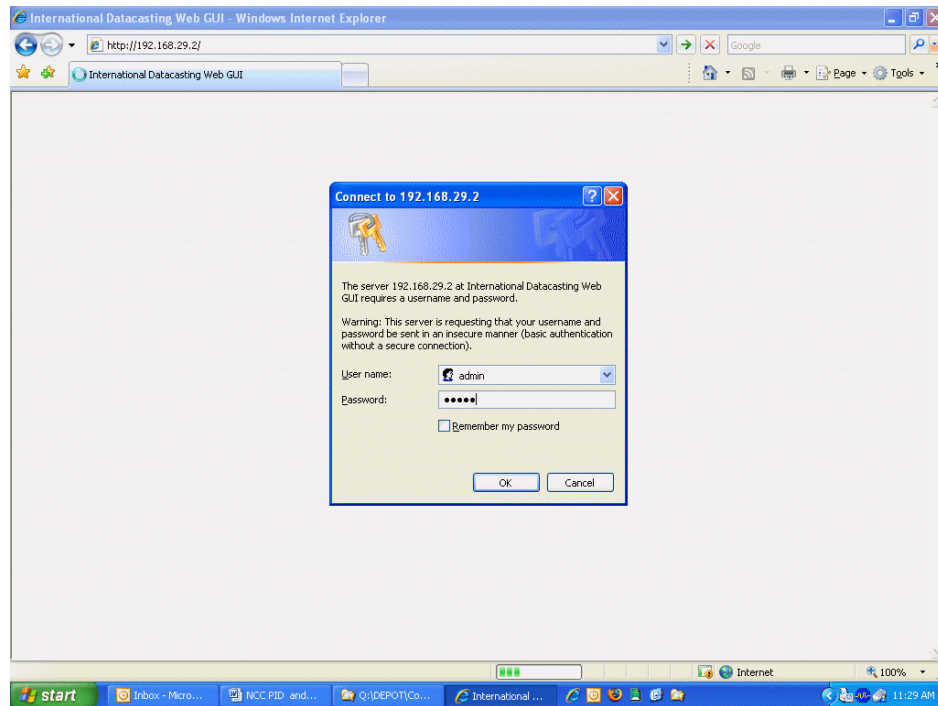 International Datacasting Web GUI - Windows Internet Explorer
http://192.168.29.2/
Google
International Datacasting Web GUI
Page
Tools
Connect to 192.168.29.2
The server 192.168.29.2 at International Datacasting Web
GUI requires a username and password.
Warning: This server is requesting that your username and
password be sent in an insecure manner (basic authentication
without a secure connection).
User name:
admin
Password:
•••••
Remember my password
OK
Cancel
Internet
100%
start
Inbox - Micro...
NCC PID and...
Q:\DEPOT\Co...
International ...
11:29 AM